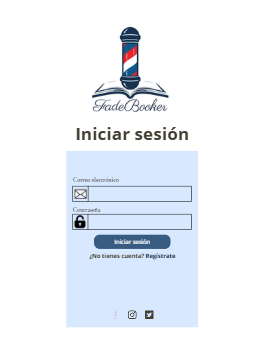 FadeBooker
Iniciar sesión
Correo electrónico
Contraseña
Iniciar sesión
¿No tienes cuenta? Regístrate